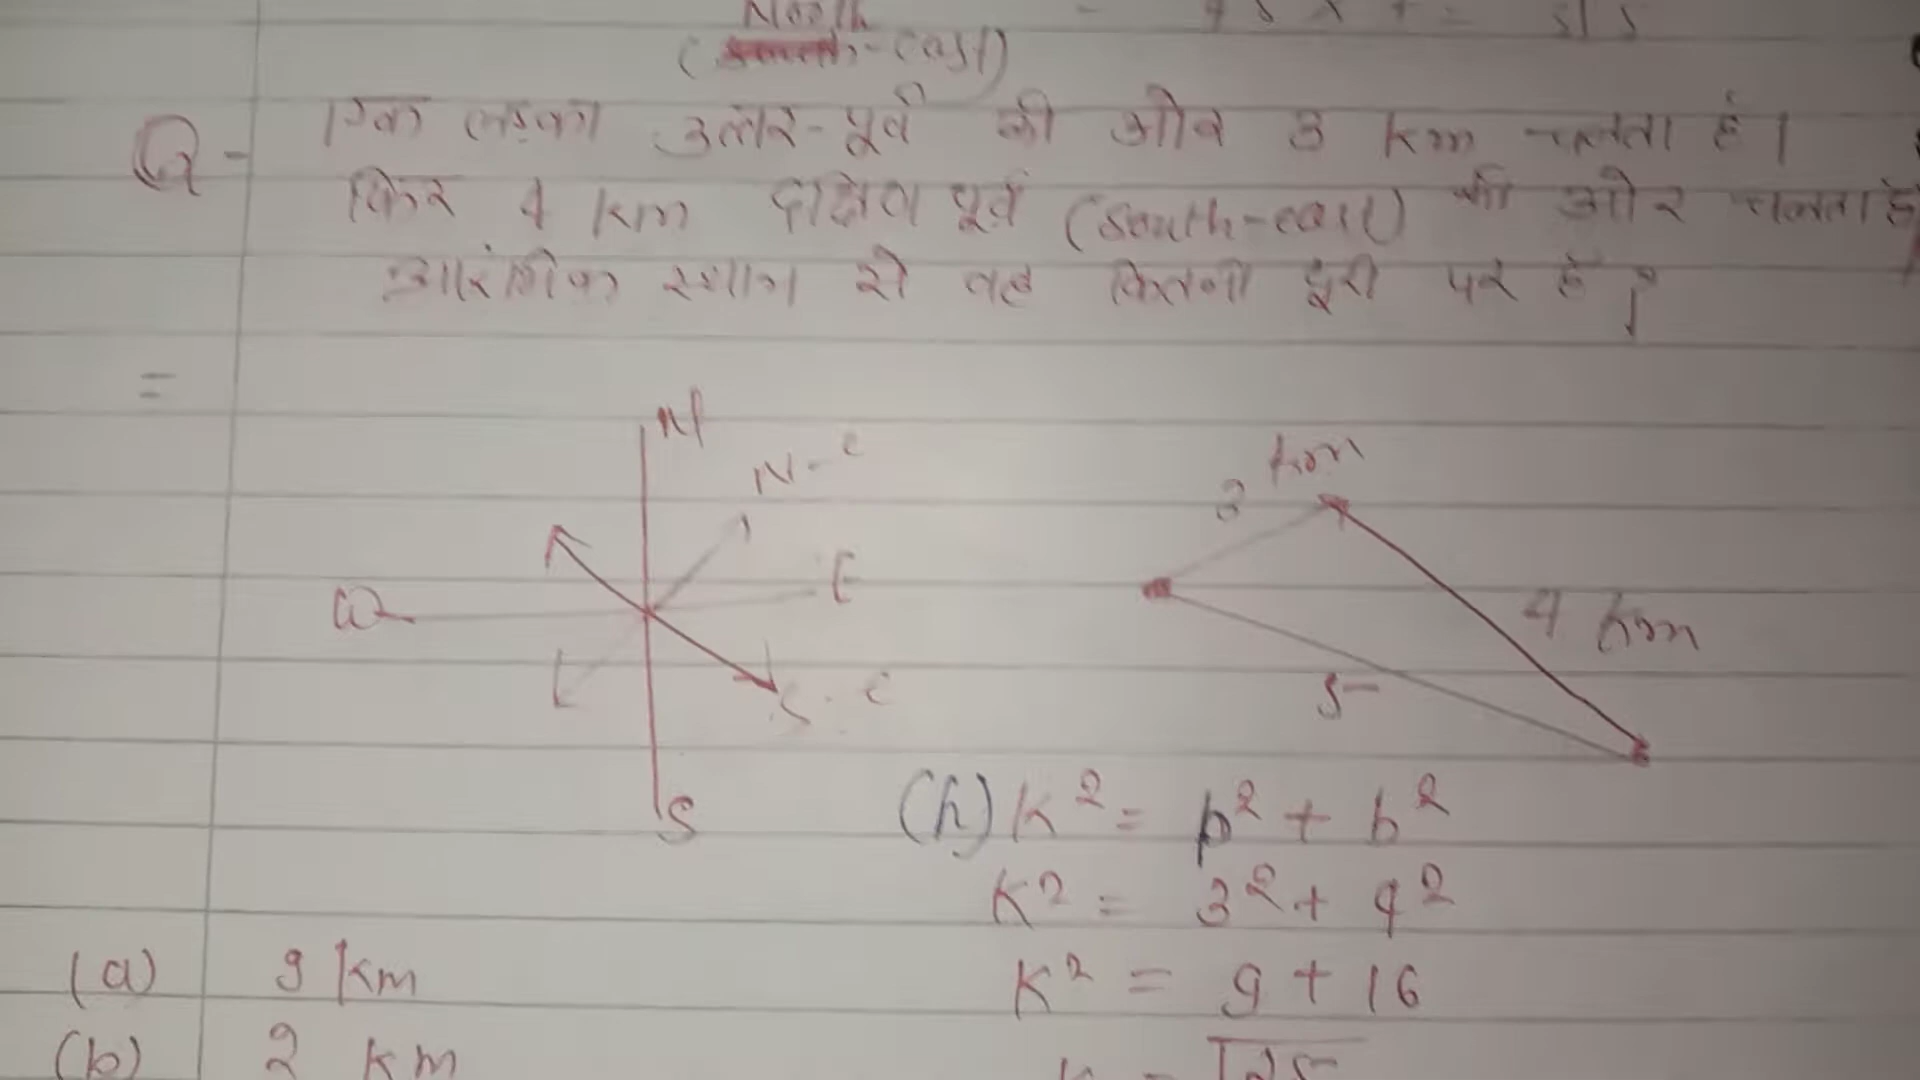 North
(south-east)
Q- एक लड़का उत्तर-पूर्व की ओर 3 km चलता है।
फिर 4 km दक्षिण पूर्व (south-east) की ओर चलता है
आरंभिक स्थान से वह कितनी दूरी पर है ?
=
N
N-E
W
E
S-E
S
3 km
4 km
5
(h) K² = p² + b²
K² = 3² + 4²
(a) 9 km
K² = 9 + 16
(b) 2 km
√25